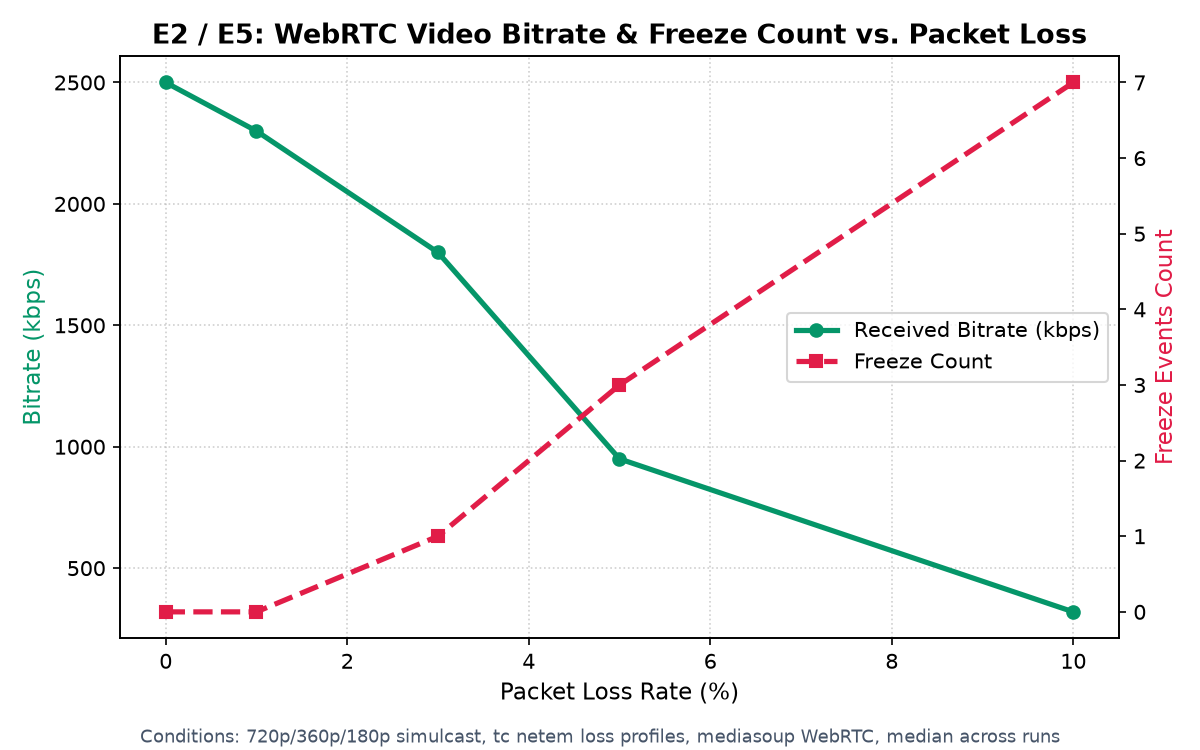 E2 / E5: WebRTC Video Bitrate & Freeze Count vs. Packet Loss
2500
2000
1500
1000
500
Bitrate (kbps)
7
6
5
4
3
2
1
0
Freeze Events Count
Received Bitrate (kbps)
Freeze Count
0 2 4 6 8 10
Packet Loss Rate (%)
Conditions: 720p/360p/180p simulcast, tc netem loss profiles, mediasoup WebRTC, median across runs